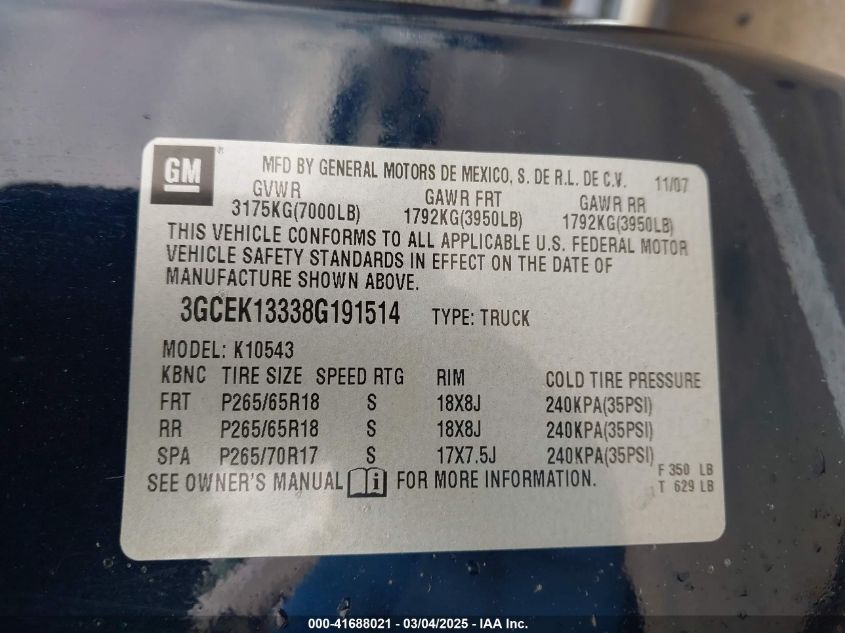 GM MFD BY GENERAL MOTORS DE MEXICO, S. DE R.L. DE C.V. 11/07
GVWR GAWR FRT GAWR RR
3175KG(7000LB) 1792KG(3950LB) 1792KG(3950LB)
THIS VEHICLE CONFORMS TO ALL APPLICABLE U.S. FEDERAL MOTOR
VEHICLE SAFETY STANDARDS IN EFFECT ON THE DATE OF
MANUFACTURE SHOWN ABOVE.
3GCEK13338G191514 TYPE: TRUCK
MODEL: K10543
KBNC TIRE SIZE SPEED RTG RIM COLD TIRE PRESSURE
FRT P265/65R18 S 18X8J 240KPA(35PSI)
RR P265/65R18 S 18X8J 240KPA(35PSI)
SPA P265/70R17 S 17X7.5J 240KPA(35PSI)
SEE OWNER'S MANUAL FOR MORE INFORMATION.
F 350 LB
T 629 LB
000-41688021 - 03/04/2025 - IAA Inc.